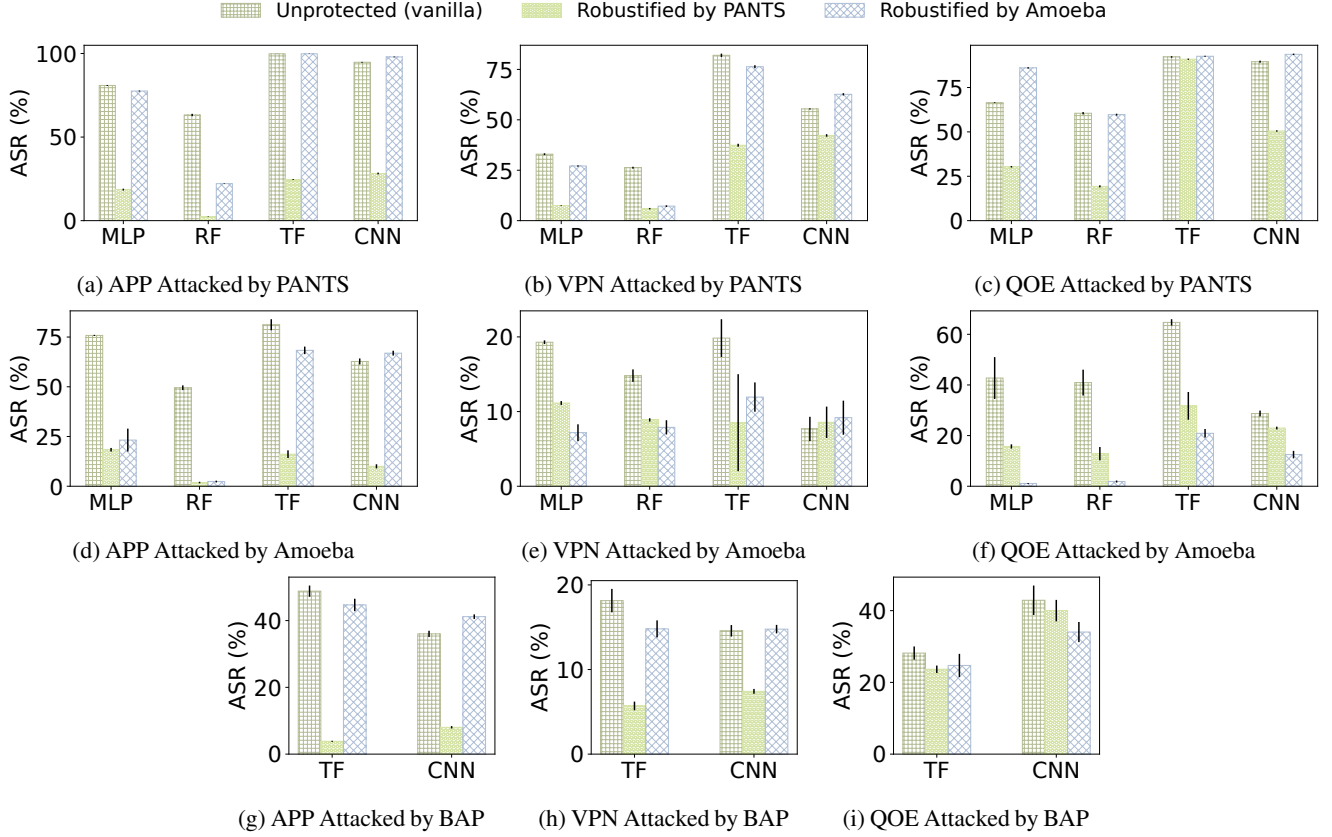 Unprotected (vanilla) Robustified by PANTS Robustified by Amoeba
ASR (%)
100
50
0
MLP RF TF CNN
(a) APP Attacked by PANTS
ASR (%)
75
50
25
0
MLP RF TF CNN
(b) VPN Attacked by PANTS
ASR (%)
75
50
25
0
MLP RF TF CNN
(c) QOE Attacked by PANTS
ASR (%)
75
50
25
0
MLP RF TF CNN
(d) APP Attacked by Amoeba
ASR (%)
20
10
0
MLP RF TF CNN
(e) VPN Attacked by Amoeba
ASR (%)
60
40
20
0
MLP RF TF CNN
(f) QOE Attacked by Amoeba
ASR (%)
40
20
0
TF CNN
(g) APP Attacked by BAP
ASR (%)
20
10
0
TF CNN
(h) VPN Attacked by BAP
ASR (%)
40
20
0
TF CNN
(i) QOE Attacked by BAP